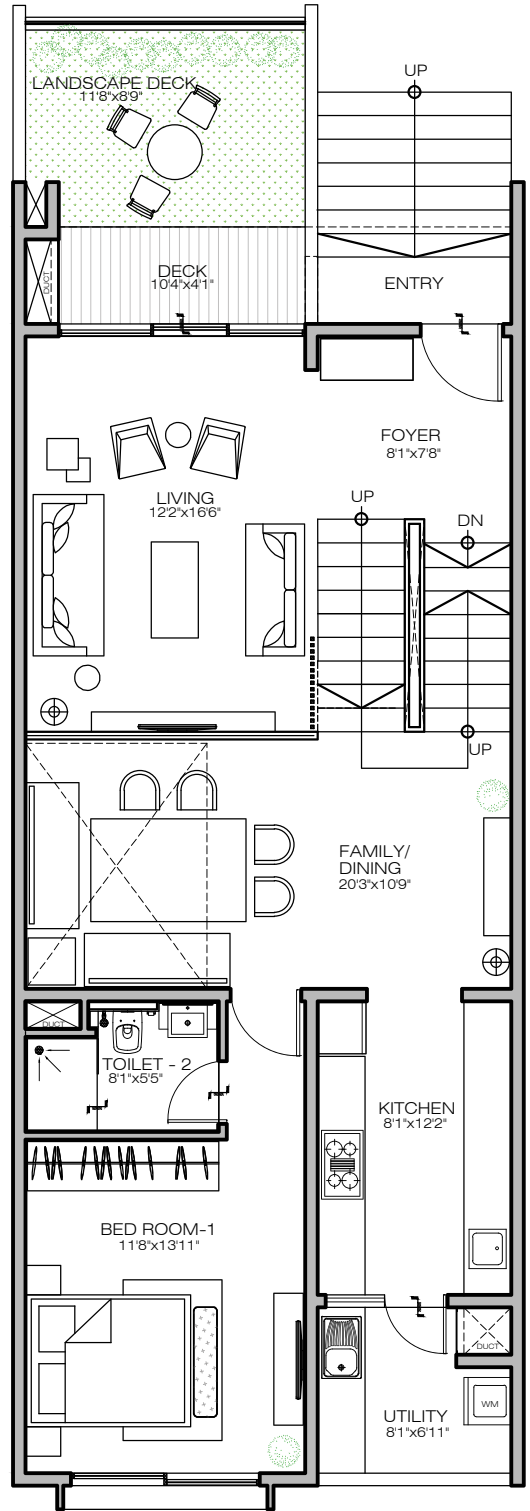 UP
LANDSCAPE DECK
11'8"x8'9"
DUCT
DECK
10'4"x4'1"
ENTRY
FOYER
8'1"x7'8"
LIVING
12'2"x16'6"
UP
DN
UP
FAMILY/
DINING
20'3"x10'9"
DUCT
TOILET - 2
8'1"x5'5"
KITCHEN
8'1"x12'2"
BED ROOM-1
11'8"x13'11"
DUCT
UTILITY
8'1"x6'11"
WM